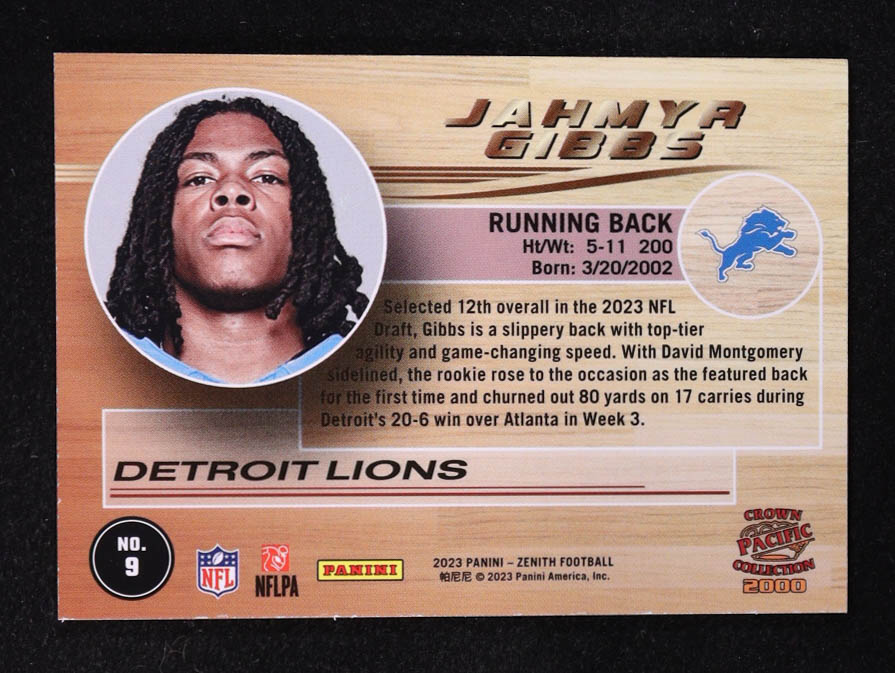 JAHMYR
GIBBS
RUNNING BACK
Ht/Wt: 5-11 200
Born: 3/20/2002
Selected 12th overall in the 2023 NFL
Draft, Gibbs is a slippery back with top-tier
agility and game-changing speed. With David Montgomery
sidelined, the rookie rose to the occasion as the featured back
for the first time and churned out 80 yards on 17 carries during
Detroit's 20-6 win over Atlanta in Week 3.
DETROIT LIONS
NO.
9
NFL
NFLPA
PANINI
2023 PANINI – ZENITH FOOTBALL
帕尼尼 © 2023 Panini America, Inc.
CROWN
PACIFIC
COLLECTION
2000